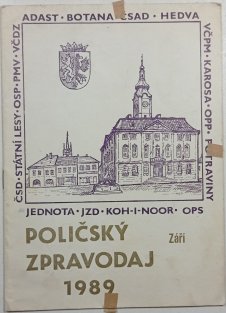 ADAST · BOTANA · ČSAD · HEDVA
VČPM · KAROSA · OPP · POTRAVINY
ČSD · STÁTNÍ LESY · OSP · PMV · VČDZ
JEDNOTA · JZD · KOH-I-NOOR · OPS
POLIČSKÝ Září
ZPRAVODAJ
1989